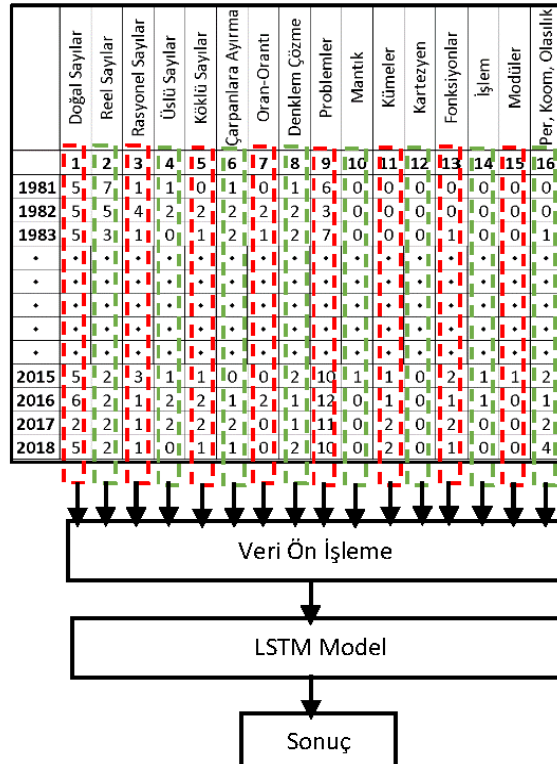 Doğal Sayılar
Reel Sayılar
Rasyonel Sayılar
Üslü Sayılar
Köklü Sayılar
Çarpanlara Ayırma
Oran-Orantı
Denklem Çözme
Problemler
Mantık
Kümeler
Kartezyen
Fonksiyonlar
İşlem
Modüler
Per, Koom, Olasılık
1 2 3 4 5 6 7 8 9 10 11 12 13 14 15 16
1981 5 7 1 1 0 1 0 1 6 0 0 0 0 0 0 0
1982 5 5 4 2 2 2 2 2 3 0 0 0 0 0 0 0
1983 5 3 1 0 1 2 1 2 7 0 0 0 1 0 0 1
2015 5 2 3 1 1 0 0 2 10 1 1 0 2 1 1 2
2016 6 2 1 2 2 1 2 1 12 0 1 0 1 1 0 1
2017 2 2 1 2 2 2 0 1 11 0 2 0 2 0 0 2
2018 5 2 1 0 1 1 0 2 10 0 2 0 1 0 0 4
Veri Ön İşleme
LSTM Model
Sonuç